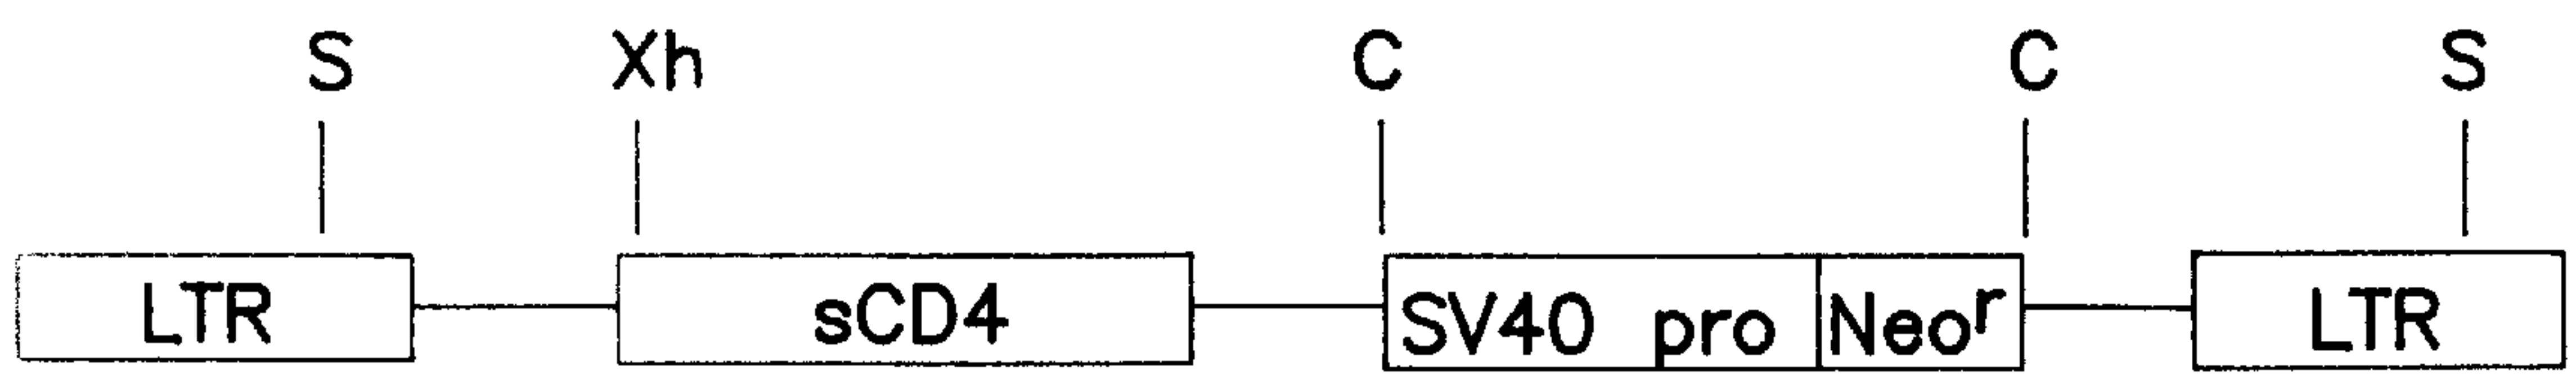 S Xh C C S
LTR sCD4 SV40 pro Neoʳ LTR